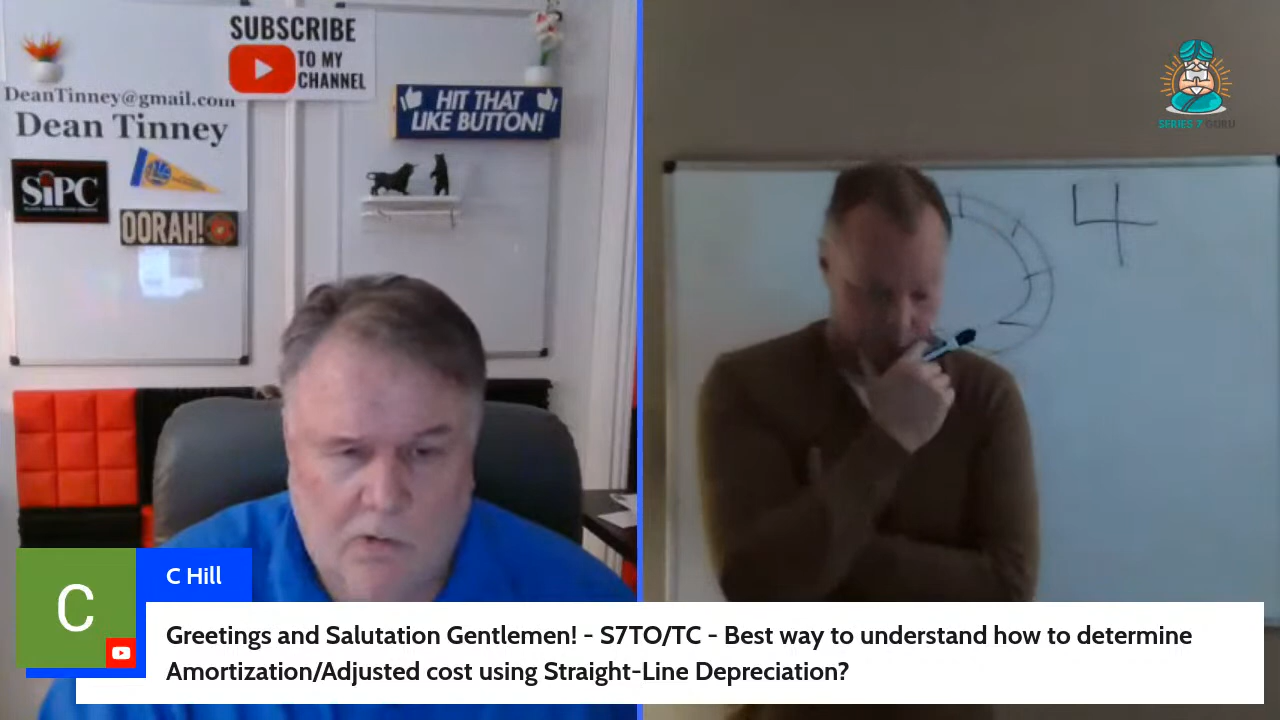 SUBSCRIBE
TO MY
CHANNEL
DeanTinney@gmail.com
Dean Tinney
HIT THAT
LIKE BUTTON!
SiPC
OORAH!
SERIES 7 GURU
4
C
C Hill
Greetings and Salutation Gentlemen! - S7TO/TC - Best way to understand how to determine
Amortization/Adjusted cost using Straight-Line Depreciation?